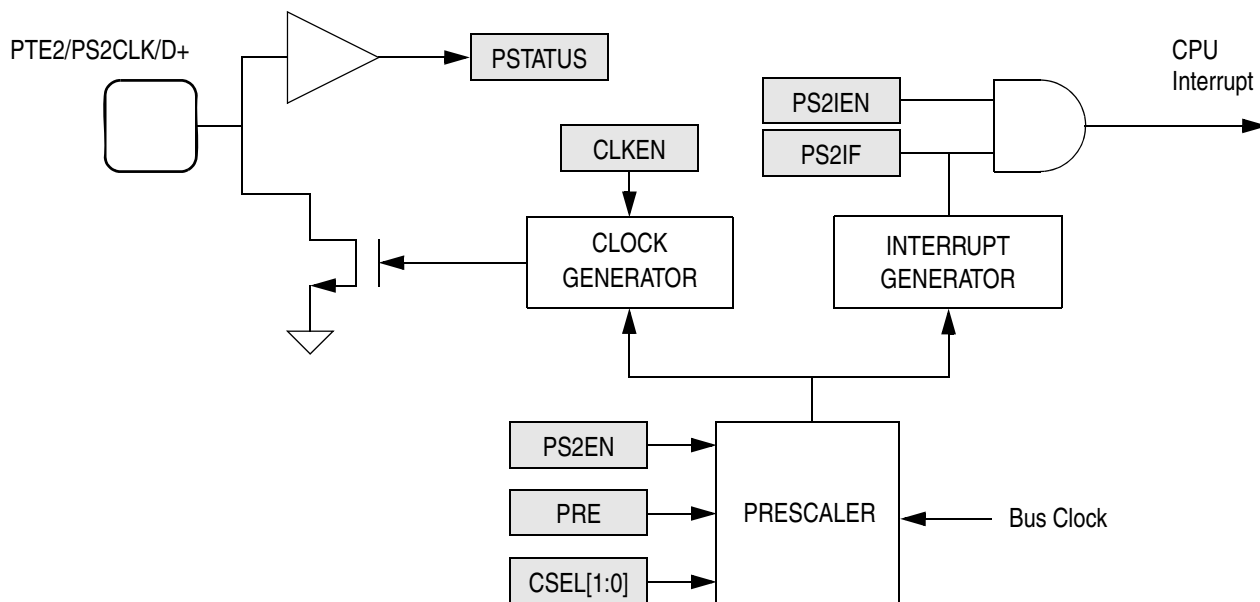 PTE2/PS2CLK/D+
PSTATUS
CPU
Interrupt
PS2IEN
PS2IF
CLKEN
CLOCK
GENERATOR
INTERRUPT
GENERATOR
PS2EN
PRE
CSEL[1:0]
PRESCALER
Bus Clock